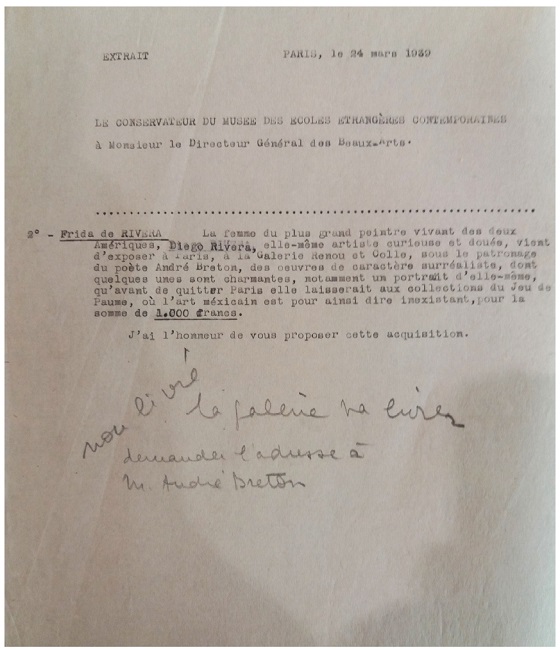 EXTRAIT PARIS, le 24 mars 1939
LE CONSERVATEUR DU MUSEE DES ECOLES ETRANGERES CONTEMPORAINES
à Monsieur le Directeur Général des Beaux-Arts.
2° - Frida de RIVERA La femme du plus grand peintre vivant des deux
Amériques, Diego Rivera, elle-même artiste curieuse et douée, vient
d'exposer à Paris, à la Galerie Renou et Colle, sous le patronage
du poète André Breton, des oeuvres de caractère surréaliste, dont
quelques unes sont charmantes, notamment un portrait d'elle-même,
qu'avant de quitter Paris elle laisserait aux collections du Jeu de
Paume, où l'art méxicain est pour ainsi dire inexistant,pour la
somme de 1.000 francs.
J'ai l'honneur de vous proposer cette acquisition.
non livré
la galerie va livrer
demander l'adresse à
M. André Breton